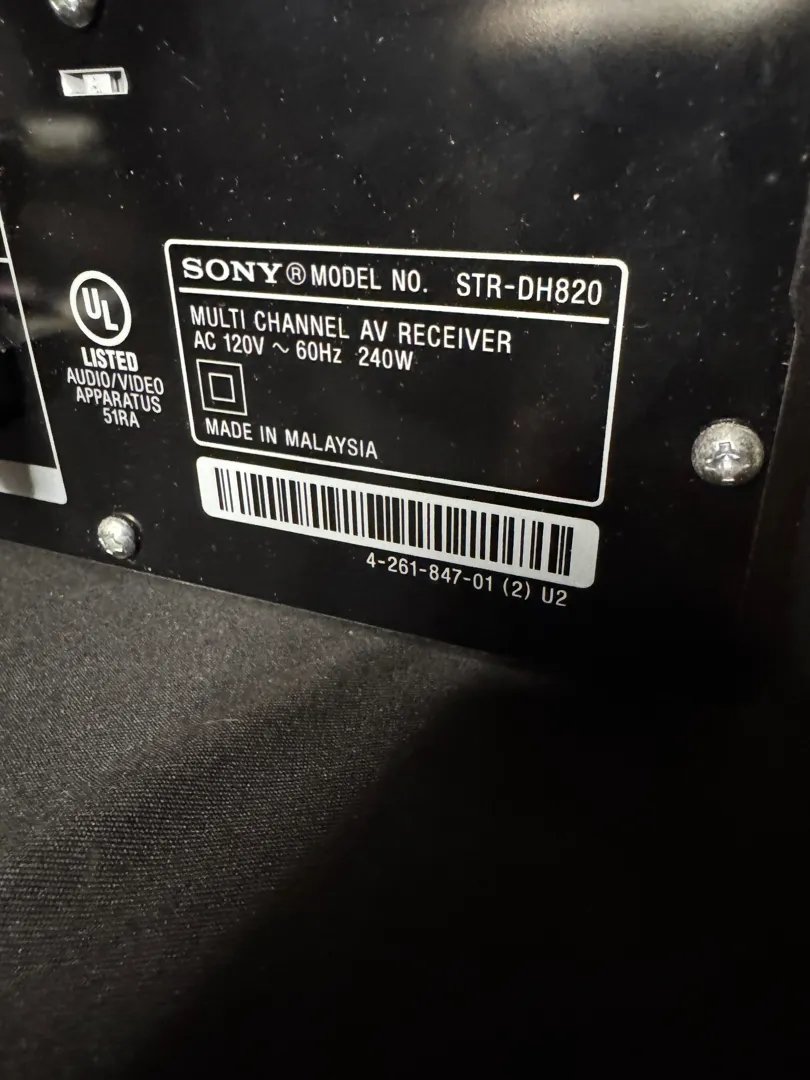 SONY® MODEL NO. STR-DH820
MULTI CHANNEL AV RECEIVER
AC 120V ~ 60Hz 240W
MADE IN MALAYSIA
UL
LISTED
AUDIO/VIDEO
APPARATUS
51RA
4-261-847-01 (2) U2